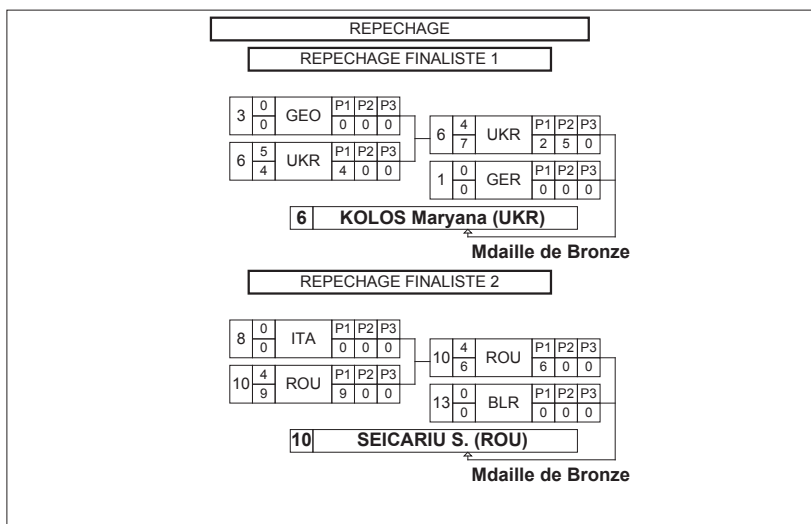 REPECHAGE
REPECHAGE FINALISTE 1
3 0 0 GEO P1 P2 P3 0 0 0
6 5 4 UKR P1 P2 P3 4 0 0
6 4 7 UKR P1 P2 P3 2 5 0
1 0 0 GER P1 P2 P3 0 0 0
6 KOLOS Maryana (UKR)
Mdaille de Bronze
REPECHAGE FINALISTE 2
8 0 0 ITA P1 P2 P3 0 0 0
10 4 9 ROU P1 P2 P3 9 0 0
10 4 6 ROU P1 P2 P3 6 0 0
13 0 0 BLR P1 P2 P3 0 0 0
10 SEICARIU S. (ROU)
Mdaille de Bronze